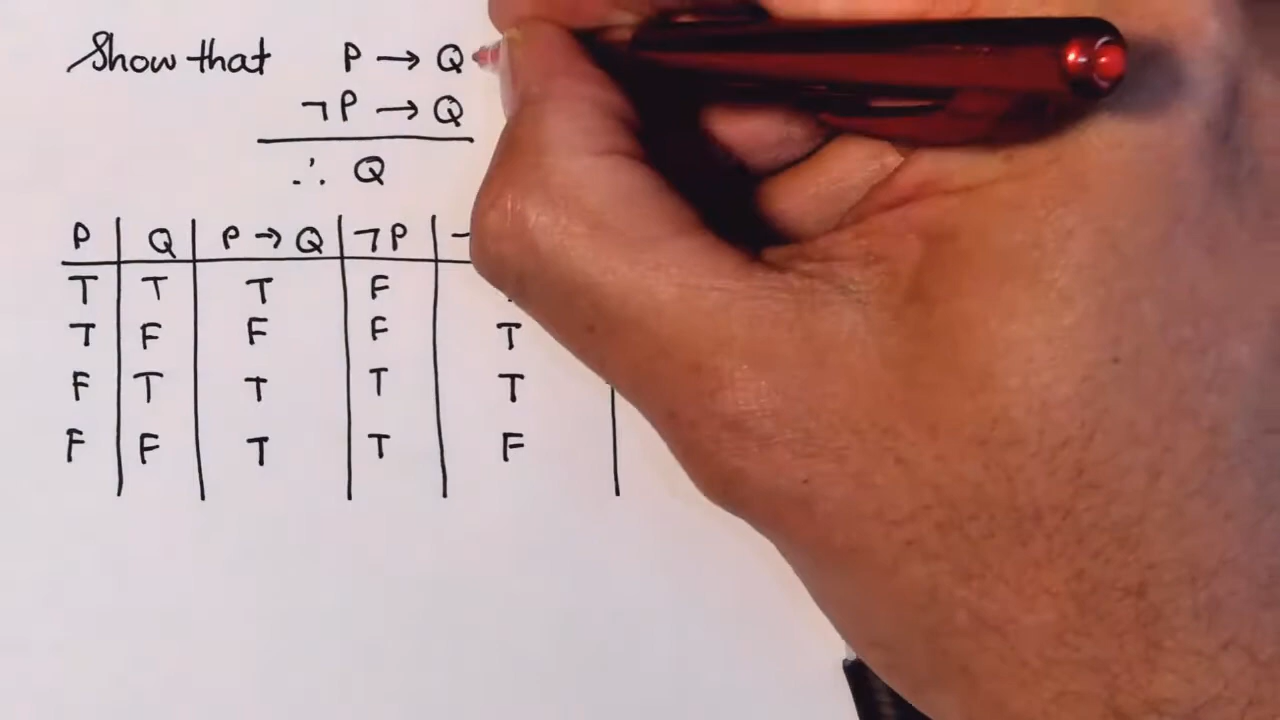 Show that P → Q
¬P → Q
∴ Q
P Q P → Q ¬P ¬
T T T F
T F F F T
F T T T T
F F T T F